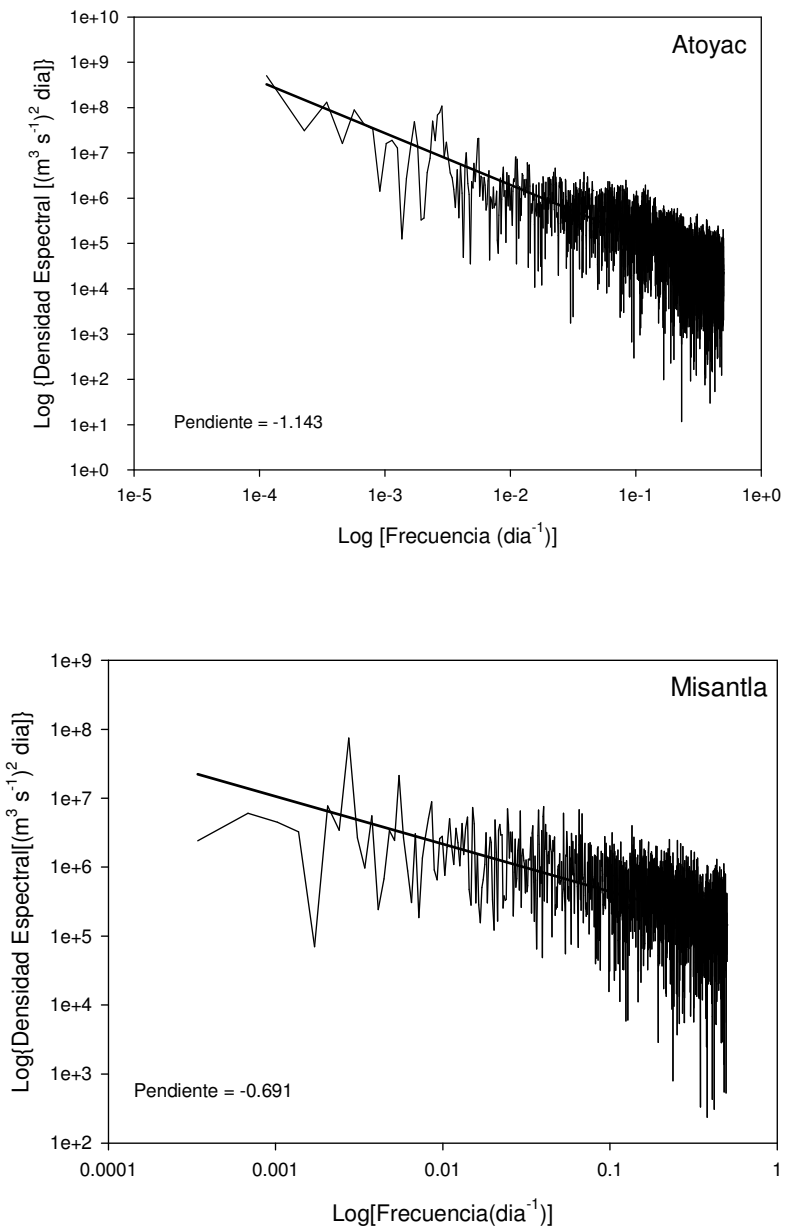 Atoyac
Log {Densidad Espectral [(m³ s⁻¹)² dia]}
1e+10
1e+9
1e+8
1e+7
1e+6
1e+5
1e+4
1e+3
1e+2
1e+1
1e+0
Pendiente = -1.143
1e-5 1e-4 1e-3 1e-2 1e-1 1e+0
Log [Frecuencia (dia⁻¹)]
Misantla
Log{Densidad Espectral[(m³ s⁻¹)² dia]}
1e+9
1e+8
1e+7
1e+6
1e+5
1e+4
1e+3
1e+2
Pendiente = -0.691
0.0001 0.001 0.01 0.1 1
Log[Frecuencia(dia⁻¹)]